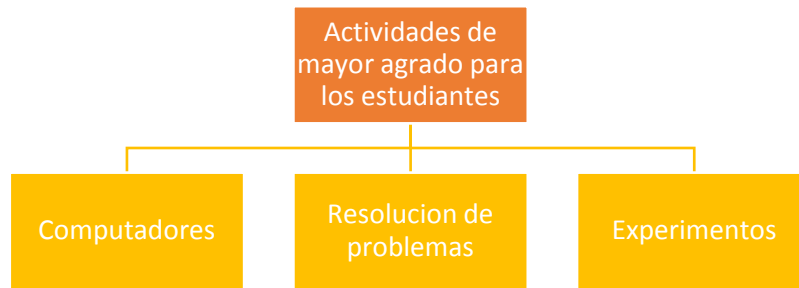 Actividades de
mayor agrado para
los estudiantes
Computadores
Resolucion de
problemas
Experimentos